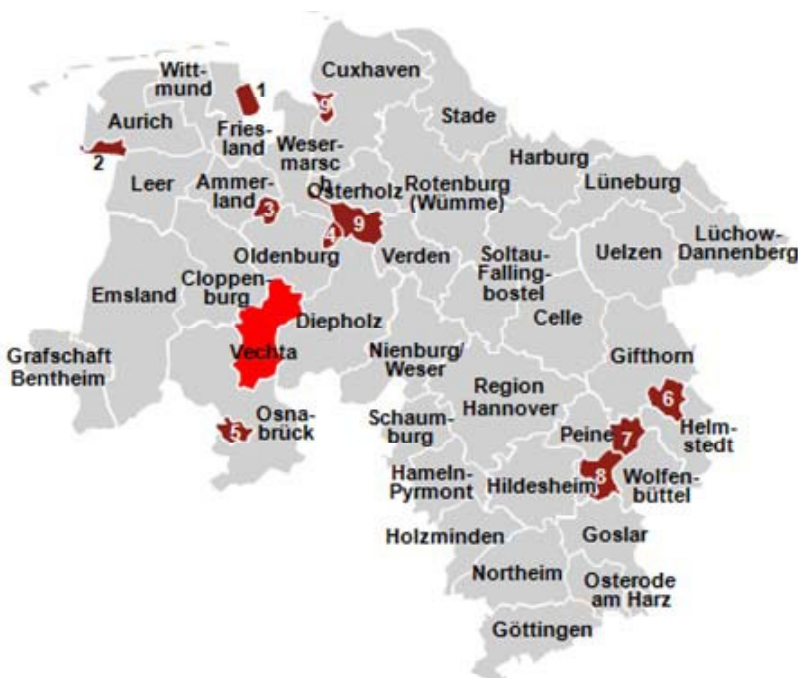 Cuxhaven
Witt-
mund
1
9
Aurich
Stade
Fries-
land
Weser-
marsc
h
2
Harburg
Leer
Ammer-
land
Osterholz
Rotenburg
(Wümme)
Lüneburg
3
4
9
Lüchow-
Dannenberg
Oldenburg
Verden
Soltau-
Falling-
bostel
Uelzen
Cloppen-
burg
Emsland
Diepholz
Celle
Vechta
Grafschaft
Bentheim
Nienburg/
Weser
Gifthorn
Region
Hannover
6
Osna-
brück
5
Schaum-
burg
Peine
7
Helm-
stedt
Hameln-
Pyrmont
Hildesheim
8
Wolfen-
büttel
Holzminden
Goslar
Northeim
Osterode
am Harz
Göttingen